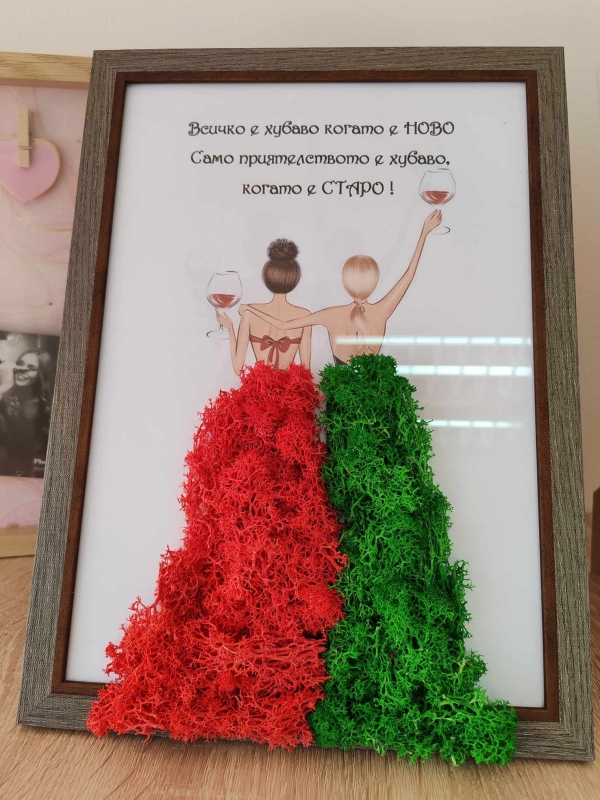 Всичко е хубаво когато е НОВО
Само приятелството е хубаво,
когато е СТАРО !